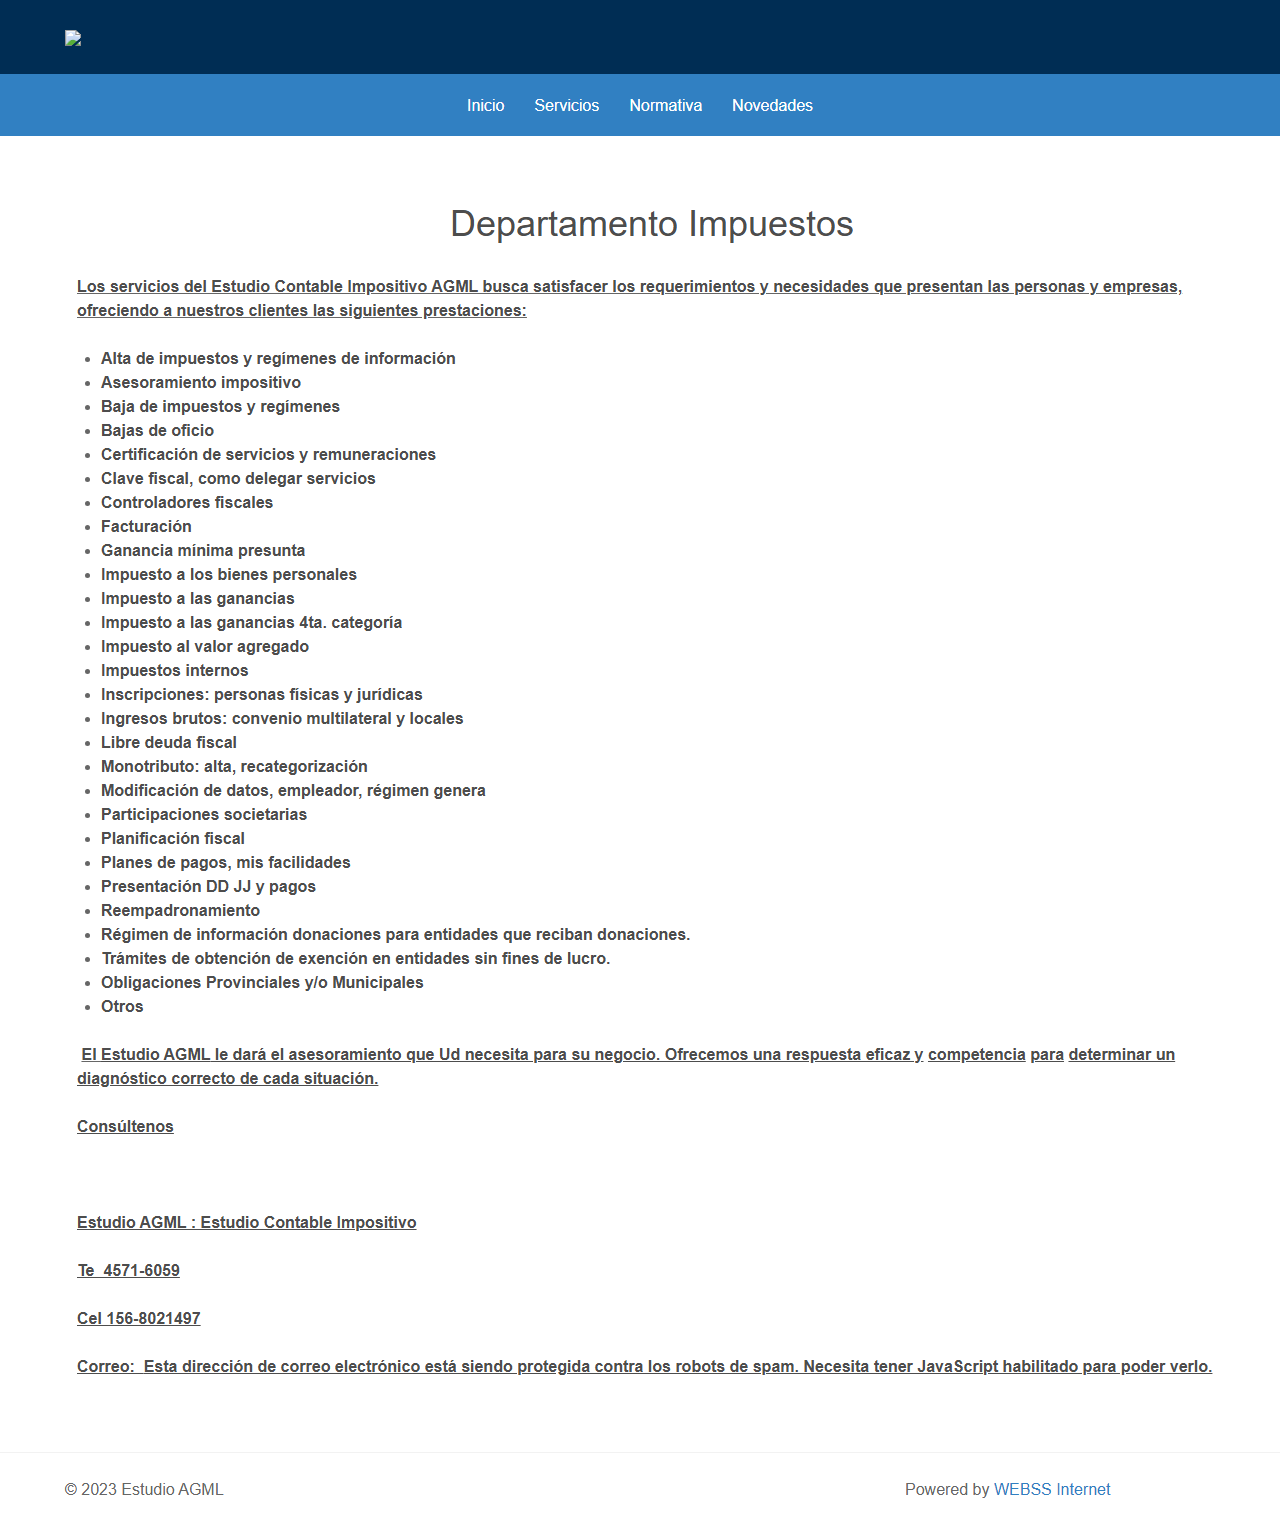 Inicio Servicios Normativa Novedades
Departamento Impuestos
Los servicios del Estudio Contable Impositivo AGML busca satisfacer los requerimientos y necesidades que presentan las personas y empresas,
ofreciendo a nuestros clientes las siguientes prestaciones:
Alta de impuestos y regímenes de información
Asesoramiento impositivo
Baja de impuestos y regímenes
Bajas de oficio
Certificación de servicios y remuneraciones
Clave fiscal, como delegar servicios
Controladores fiscales
Facturación
Ganancia mínima presunta
Impuesto a los bienes personales
Impuesto a las ganancias
Impuesto a las ganancias 4ta. categoría
Impuesto al valor agregado
Impuestos internos
Inscripciones: personas físicas y jurídicas
Ingresos brutos: convenio multilateral y locales
Libre deuda fiscal
Monotributo: alta, recategorización
Modificación de datos, empleador, régimen genera
Participaciones societarias
Planificación fiscal
Planes de pagos, mis facilidades
Presentación DD JJ y pagos
Reempadronamiento
Régimen de información donaciones para entidades que reciban donaciones.
Trámites de obtención de exención en entidades sin fines de lucro.
Obligaciones Provinciales y/o Municipales
Otros
El Estudio AGML le dará el asesoramiento que Ud necesita para su negocio. Ofrecemos una respuesta eficaz y competencia para determinar un
diagnóstico correcto de cada situación.
Consúltenos
Estudio AGML : Estudio Contable Impositivo
Te  4571-6059
Cel 156-8021497
Correo:  Esta dirección de correo electrónico está siendo protegida contra los robots de spam. Necesita tener JavaScript habilitado para poder verlo.
© 2023 Estudio AGML
Powered by WEBSS Internet